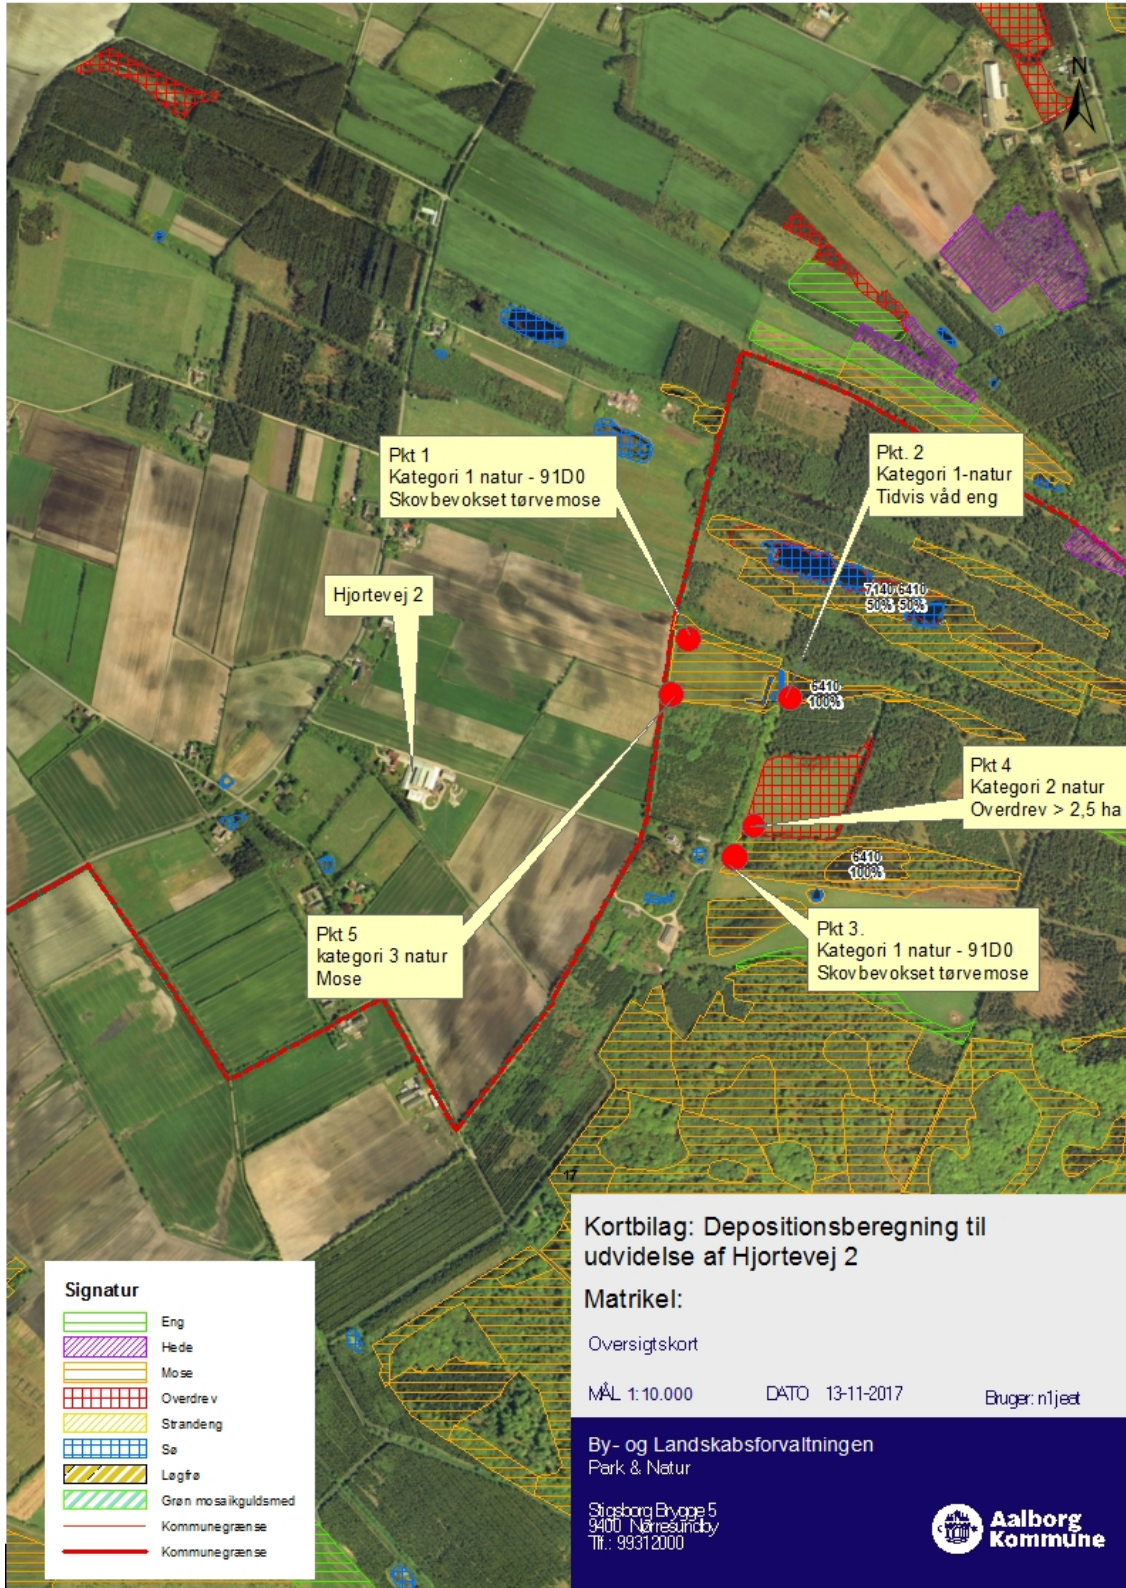 N
Pkt 1
Kategori 1 natur - 91D0
Skovbevokset tørvemose
Pkt. 2
Kategori 1-natur
Tidvis våd eng
Hjortevej 2
7140 6410
50% 50%
6410
100%
Pkt 4
Kategori 2 natur
Overdrev > 2,5 ha
6410
100%
Pkt 5
kategori 3 natur
Mose
Pkt 3.
Kategori 1 natur - 91D0
Skovbevokset tørvemose
17
Kortbilag: Depositionsberegning til
udvidelse af Hjortevej 2
Matrikel:
Oversigtskort
MÅL 1:10.000 DATO 13-11-2017 Bruger: n1jeat
By- og Landskabsforvaltningen
Park & Natur
Stigsborg Brygge 5
9400 Nørresundby
Tlf.: 99312000
Aalborg
Kommune
Signatur
Eng
Hede
Mose
Overdrev
Strandeng
Sø
Løgfrø
Grøn mosaikguldsmed
Kommunegrænse
Kommunegrænse